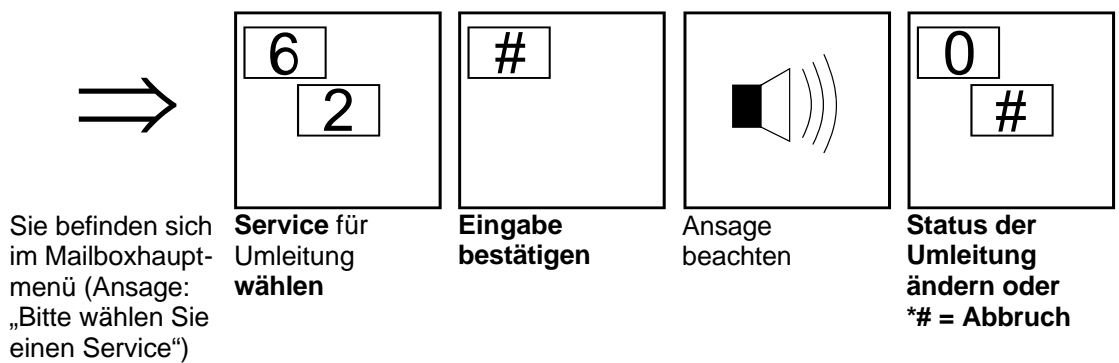 6
2
#
0
#
Sie befinden sich
im Mailboxhaupt-
menü (Ansage:
„Bitte wählen Sie
einen Service“)
Service für
Umleitung
wählen
Eingabe
bestätigen
Ansage
beachten
Status der
Umleitung
ändern oder
*# = Abbruch